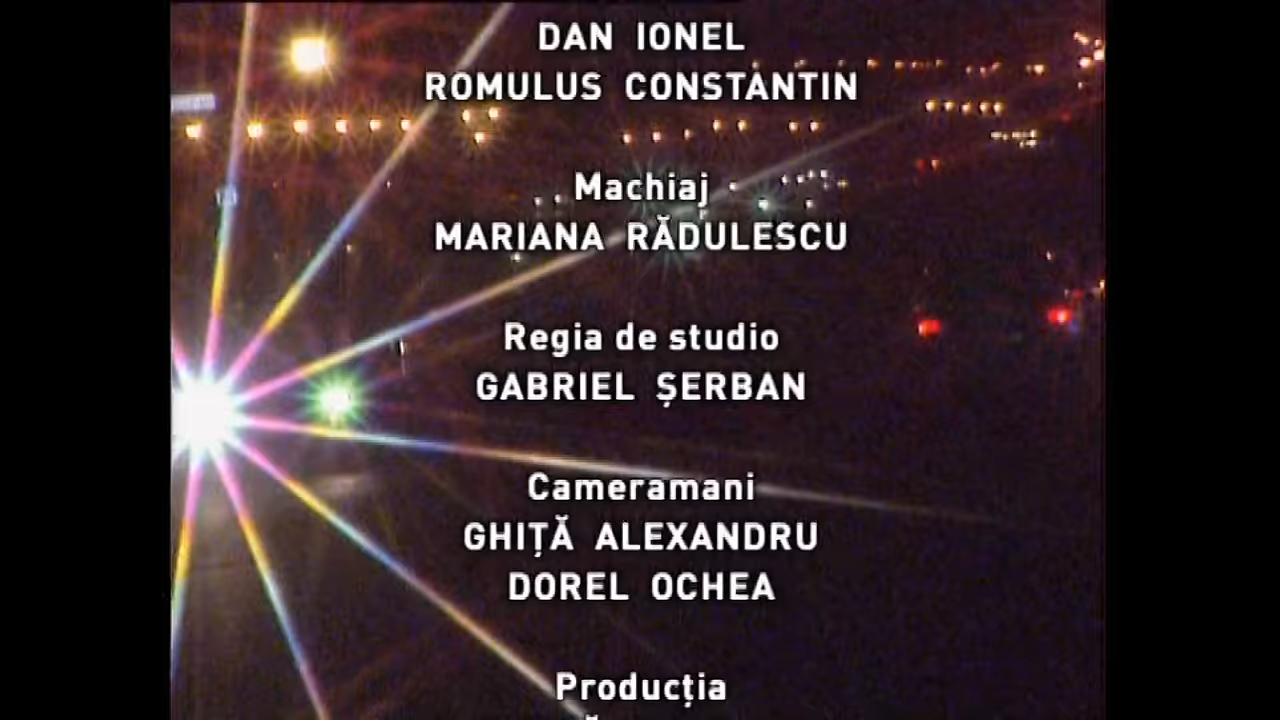 DAN IONEL
ROMULUS CONSTANTIN
Machiaj
MARIANA RĂDULESCU
Regia de studio
GABRIEL ȘERBAN
Cameramani
GHIȚĂ ALEXANDRU
DOREL OCHEA
Producția